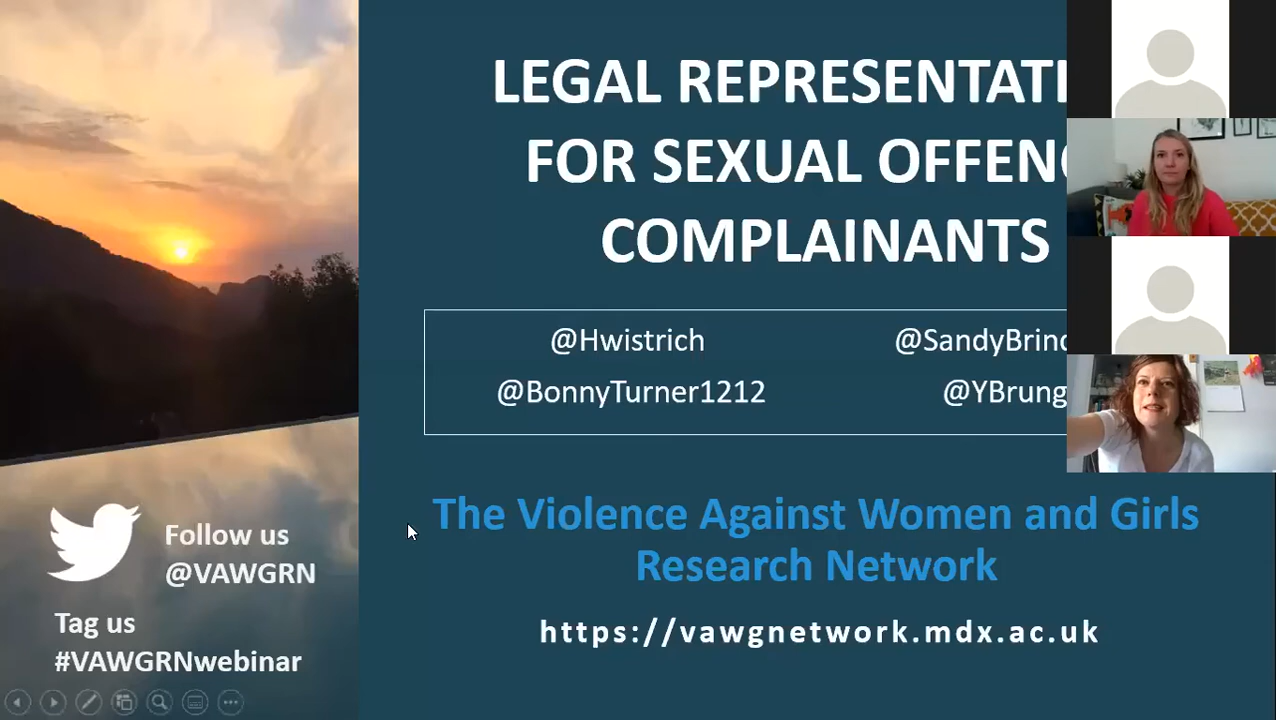 LEGAL REPRESENTATI
FOR SEXUAL OFFENC
COMPLAINANTS
@Hwistrich
@SandyBrind
@BonnyTurner1212
@YBrung
The Violence Against Women and Girls
Research Network
https://vawgnetwork.mdx.ac.uk
Follow us
@VAWGRN
Tag us
#VAWGRNwebinar